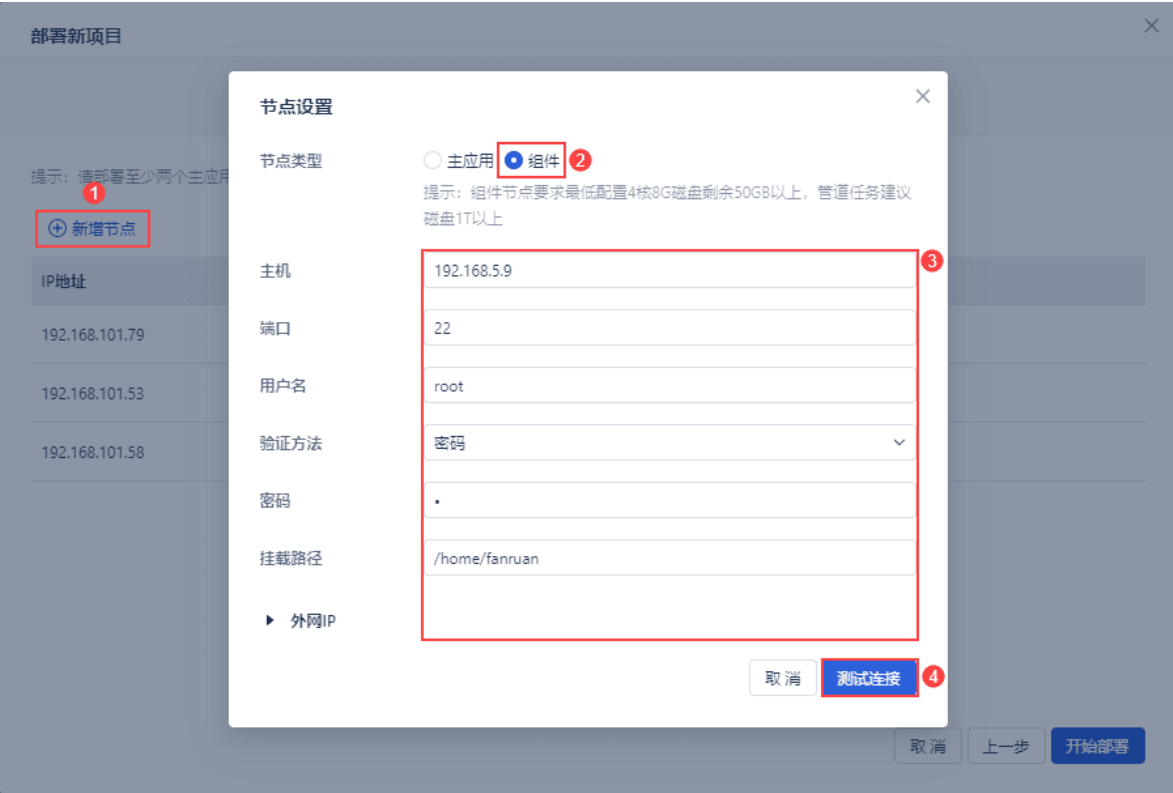 部署新项目
节点设置
节点类型
主应用
组件
2
提示：组件节点要求最低配置4核8G磁盘剩余50GB以上，管道任务建议
磁盘1T以上
提示：请部署至少两个主应用
1
新增节点
IP地址
192.168.101.79
192.168.101.53
192.168.101.58
主机
192.168.5.9
3
端口
22
用户名
root
验证方法
密码
密码
•
挂载路径
/home/fanruan
外网IP
取消
测试连接
4
取消
上一步
开始部署